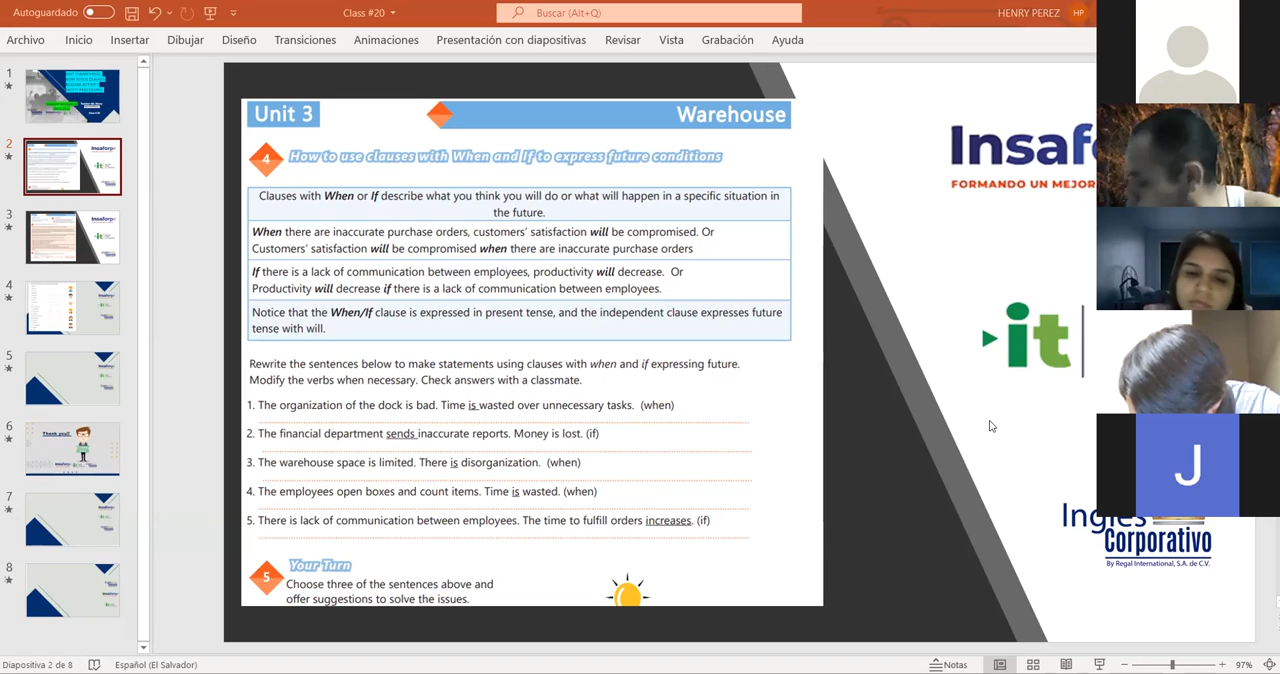 Autoguardado
Class #20
Buscar (Alt+Q)
HENRY PEREZ
HP
Archivo
Inicio
Insertar
Dibujar
Diseño
Transiciones
Animaciones
Presentación con diapositivas
Revisar
Vista
Grabación
Ayuda
1
2
3
4
5
6
7
8
Thank you!!
Unit 3
Warehouse
4
How to use clauses with When and If to express future conditions
Clauses with When or If describe what you think you will do or what will happen in a specific situation in
the future.
When there are inaccurate purchase orders, customers' satisfaction will be compromised. Or
Customers' satisfaction will be compromised when there are inaccurate purchase orders
If there is a lack of communication between employees, productivity will decrease. Or
Productivity will decrease if there is a lack of communication between employees.
Notice that the When/If clause is expressed in present tense, and the independent clause expresses future
tense with will.
Rewrite the sentences below to make statements using clauses with when and if expressing future.
Modify the verbs when necessary. Check answers with a classmate.
1. The organization of the dock is bad. Time is wasted over unnecessary tasks. (when)
2. The financial department sends inaccurate reports. Money is lost. (if)
3. The warehouse space is limited. There is disorganization. (when)
4. The employees open boxes and count items. Time is wasted. (when)
5. There is lack of communication between employees. The time to fulfill orders increases. (if)
5
Your Turn
Choose three of the sentences above and
offer suggestions to solve the issues.
Insaf
FORMANDO UN MEJOR
it
J
Inglés
Corporativo
By Regal International, S.A. de C.V.
Diapositiva 2 de 8
Español (El Salvador)
Notas
97%